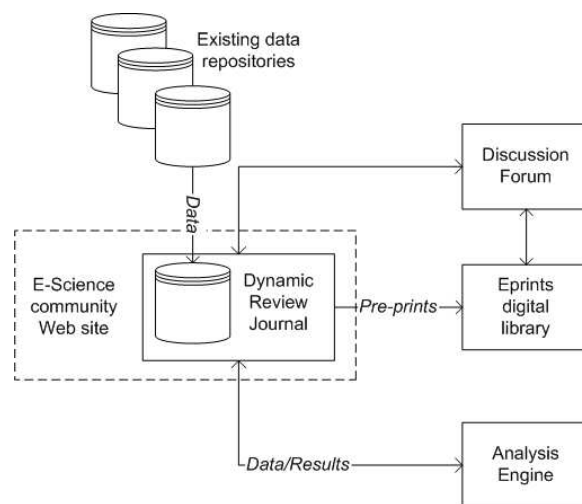 Existing data
repositories
Discussion
Forum
Data
E-Science
community
Web site
Dynamic
Review
Journal
Pre-prints
Eprints
digital
library
Data/Results
Analysis
Engine